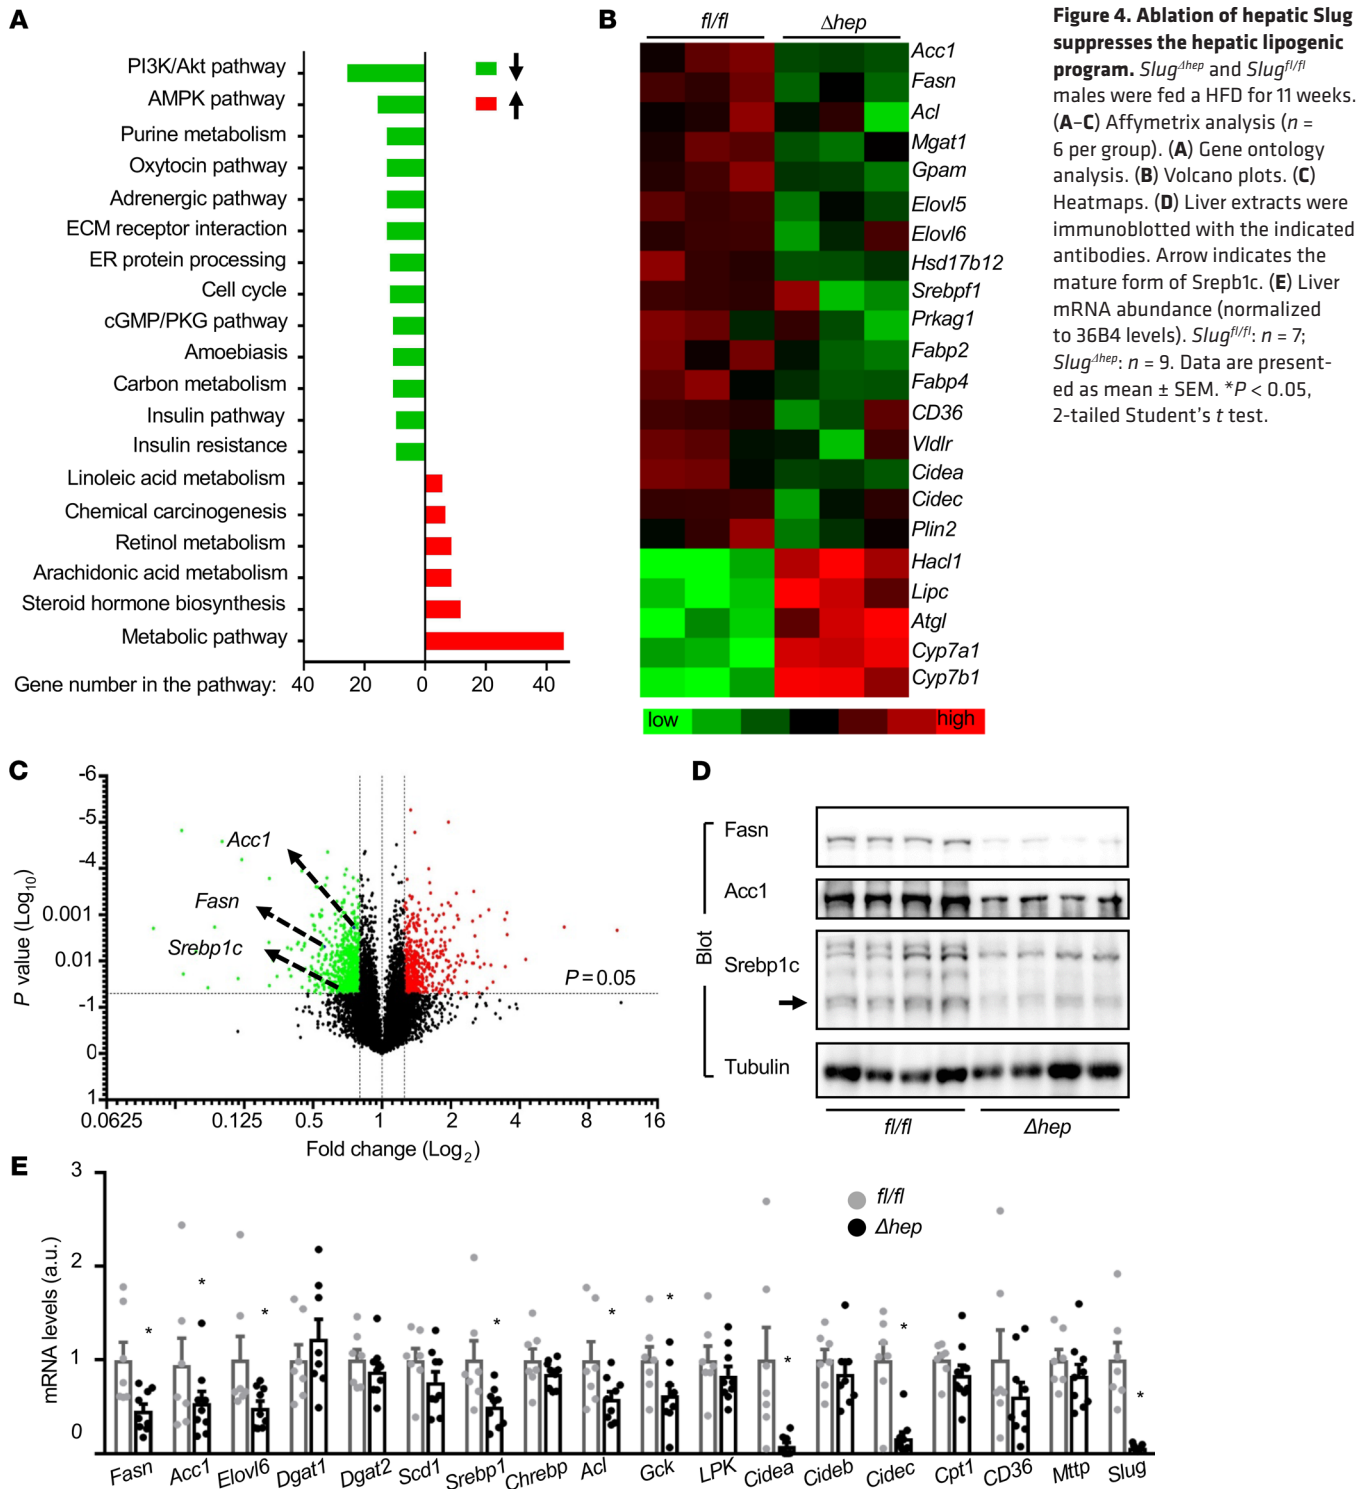 A
PI3K/Akt pathway
AMPK pathway
Purine metabolism
Oxytocin pathway
Adrenergic pathway
ECM receptor interaction
ER protein processing
Cell cycle
cGMP/PKG pathway
Amoebiasis
Carbon metabolism
Insulin pathway
Insulin resistance
Linoleic acid metabolism
Chemical carcinogenesis
Retinol metabolism
Arachidonic acid metabolism
Steroid hormone biosynthesis
Metabolic pathway
Gene number in the pathway: 40 20 0 20 40
B
fl/fl Δhep
Acc1
Fasn
Acl
Mgat1
Gpam
Elovl5
Elovl6
Hsd17b12
Srebpf1
Prkag1
Fabp2
Fabp4
CD36
Vldlr
Cidea
Cidec
Plin2
Hacl1
Lipc
Atgl
Cyp7a1
Cyp7b1
low high
Figure 4. Ablation of hepatic Slug
suppresses the hepatic lipogenic
program. SlugΔhep and Slugfl/fl
males were fed a HFD for 11 weeks.
(A–C) Affymetrix analysis (n =
6 per group). (A) Gene ontology
analysis. (B) Volcano plots. (C)
Heatmaps. (D) Liver extracts were
immunoblotted with the indicated
antibodies. Arrow indicates the
mature form of Srepb1c. (E) Liver
mRNA abundance (normalized
to 36B4 levels). Slugfl/fl: n = 7;
SlugΔhep: n = 9. Data are present-
ed as mean ± SEM. *P < 0.05,
2-tailed Student's t test.
C
P value (Log10)
-6
-5
-4
0.001
0.01
-1
0
1
Acc1
Fasn
Srebp1c
P = 0.05
0.0625 0.125 0.5 1 2 4 8 16
Fold change (Log2)
D
Blot
Fasn
Acc1
Srebp1c
Tubulin
fl/fl Δhep
E
mRNA levels (a.u.)
3
2
1
0
fl/fl
Δhep
* * * * * * * * *
Fasn Acc1 Elovl6 Dgat1 Dgat2 Scd1 Srebp1 Chrebp Acl Gck LPK Cidea Cideb Cidec Cpt1 CD36 Mttp Slug